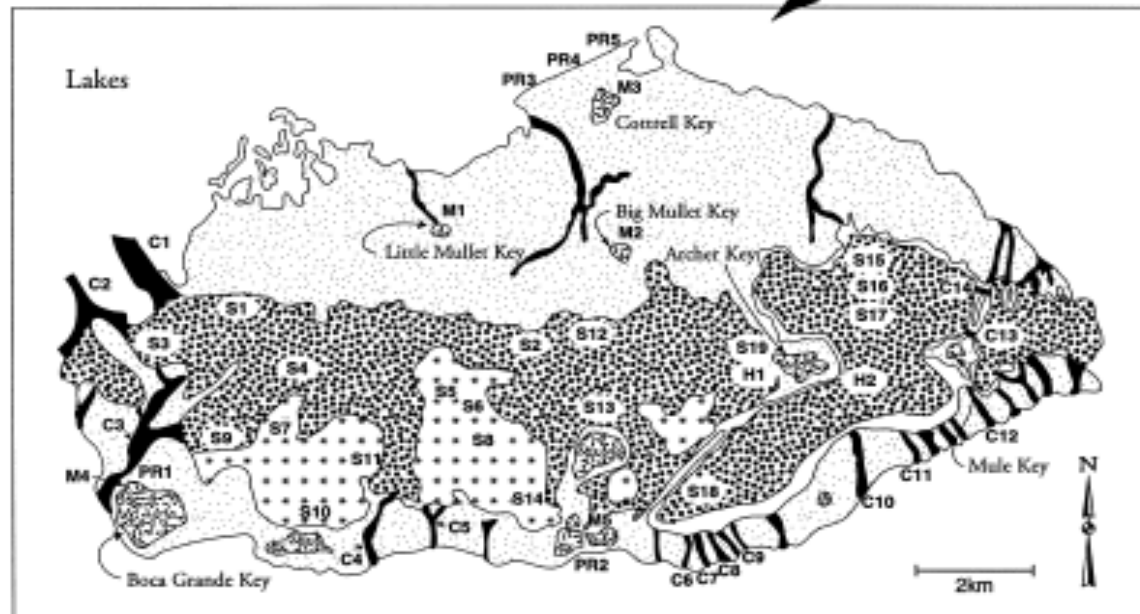 Lakes
PR5
PR4
PR3
M3
Cottrell Key
M1
Big Mullet Key
M2
Little Mullet Key
Archer Key
C1
C2
S1
S3
S4
S2
S12
S15
S16
S17
C14
C13
S19
H1
H2
S5
S6
S7
S8
S13
S9
S11
C3
M4
PR1
S10
S14
S18
C12
C11
Mule Key
C10
C4
C5
PR2
C6
C7
C8
C9
N
2km
Boca Grande Key